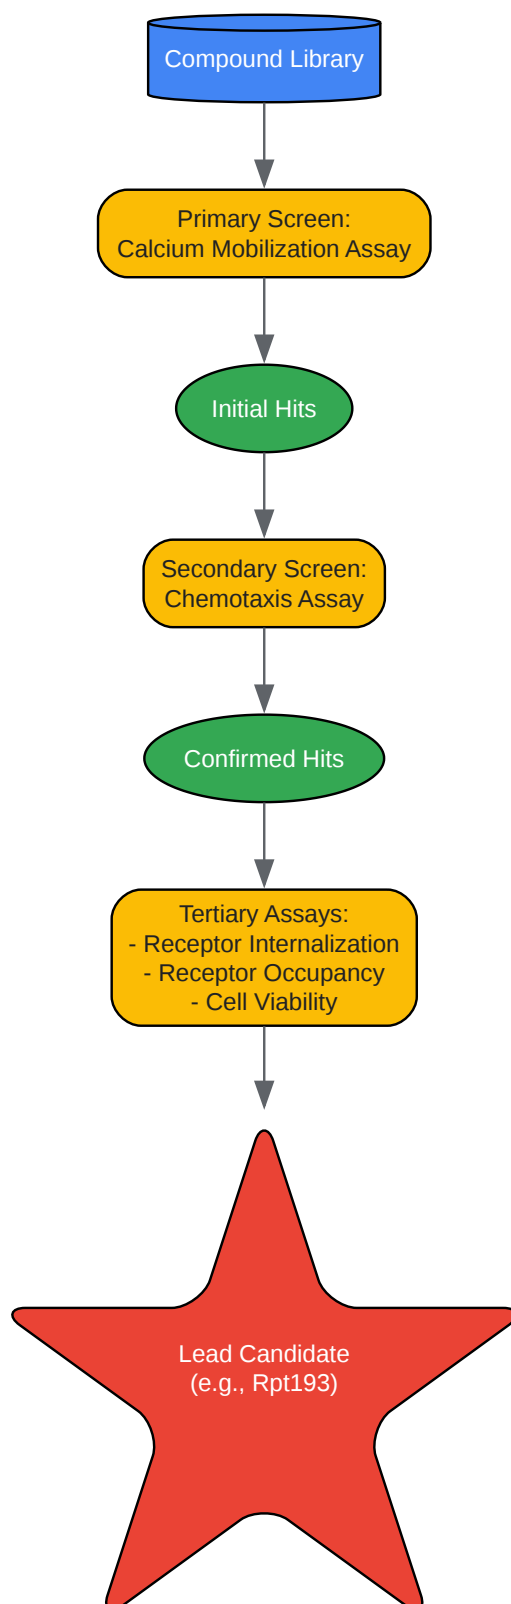 Compound Library
Primary Screen:
Calcium Mobilization Assay
Initial Hits
Secondary Screen:
Chemotaxis Assay
Confirmed Hits
Tertiary Assays:
- Receptor Internalization
- Receptor Occupancy
- Cell Viability
Lead Candidate
(e.g., Rpt193)